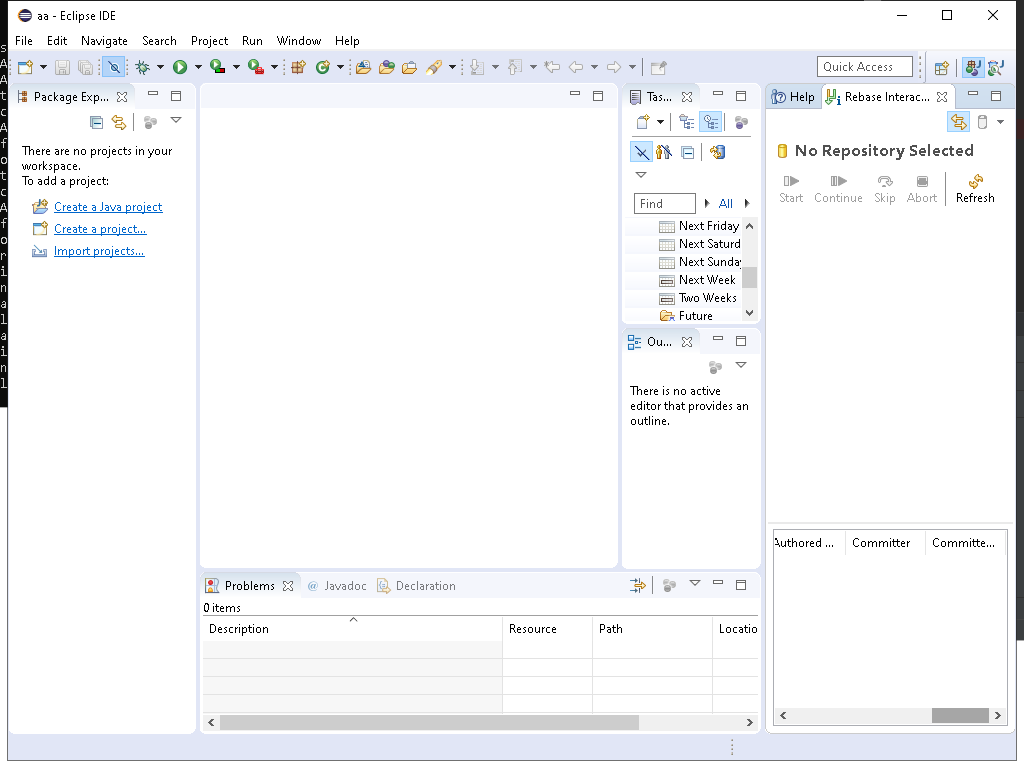 aa - Eclipse IDE
File Edit Navigate Search Project Run Window Help
Quick Access
Package Exp...
There are no projects in your
workspace.
To add a project:
Create a Java project
Create a project...
Import projects...
Tas...
Find
All
Next Friday
Next Saturd
Next Sunday
Next Week
Two Weeks
Future
Ou...
There is no active
editor that provides an
outline.
Help
Rebase Interac...
No Repository Selected
Start Continue Skip Abort Refresh
Authored ... Committer Committe...
Problems @ Javadoc Declaration
0 items
Description Resource Path Locatio